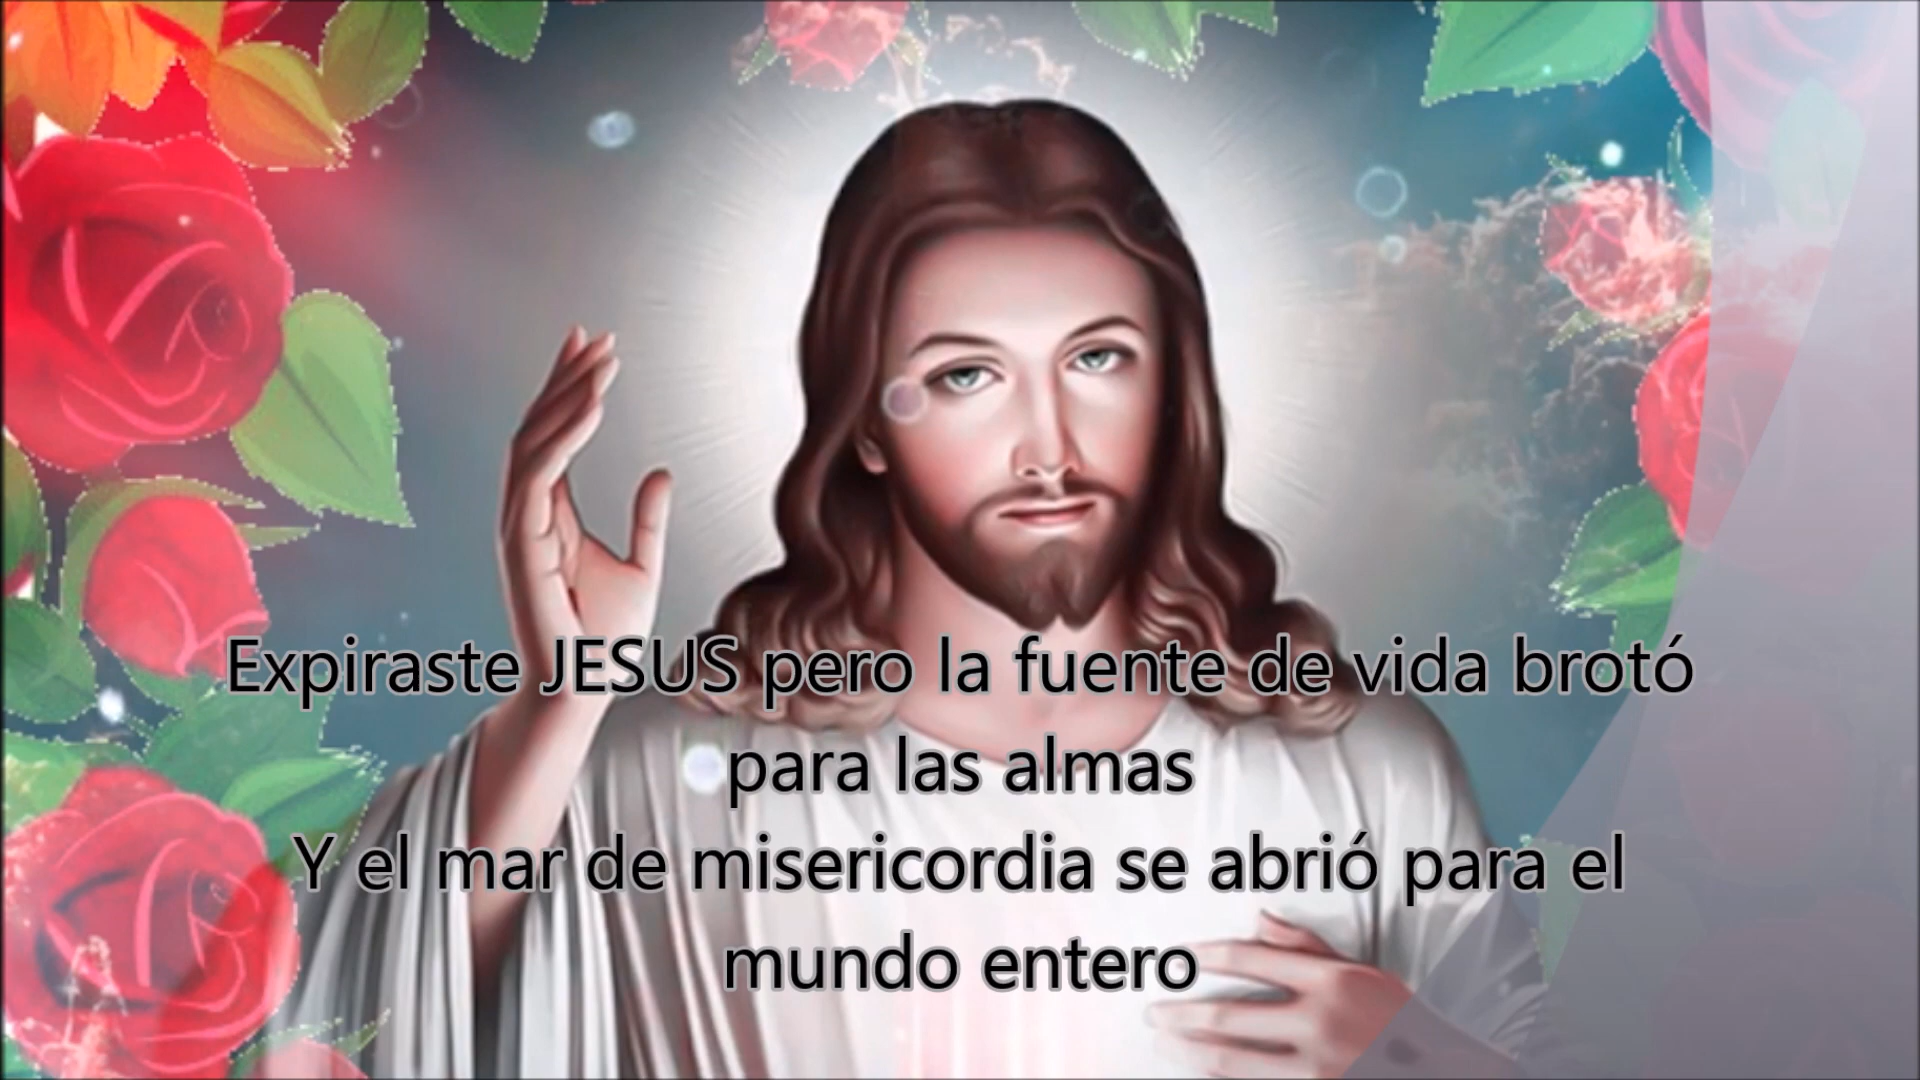 Expiraste JESUS pero la fuente de vida brotó
para las almas
Y el mar de misericordia se abrió para el
mundo entero